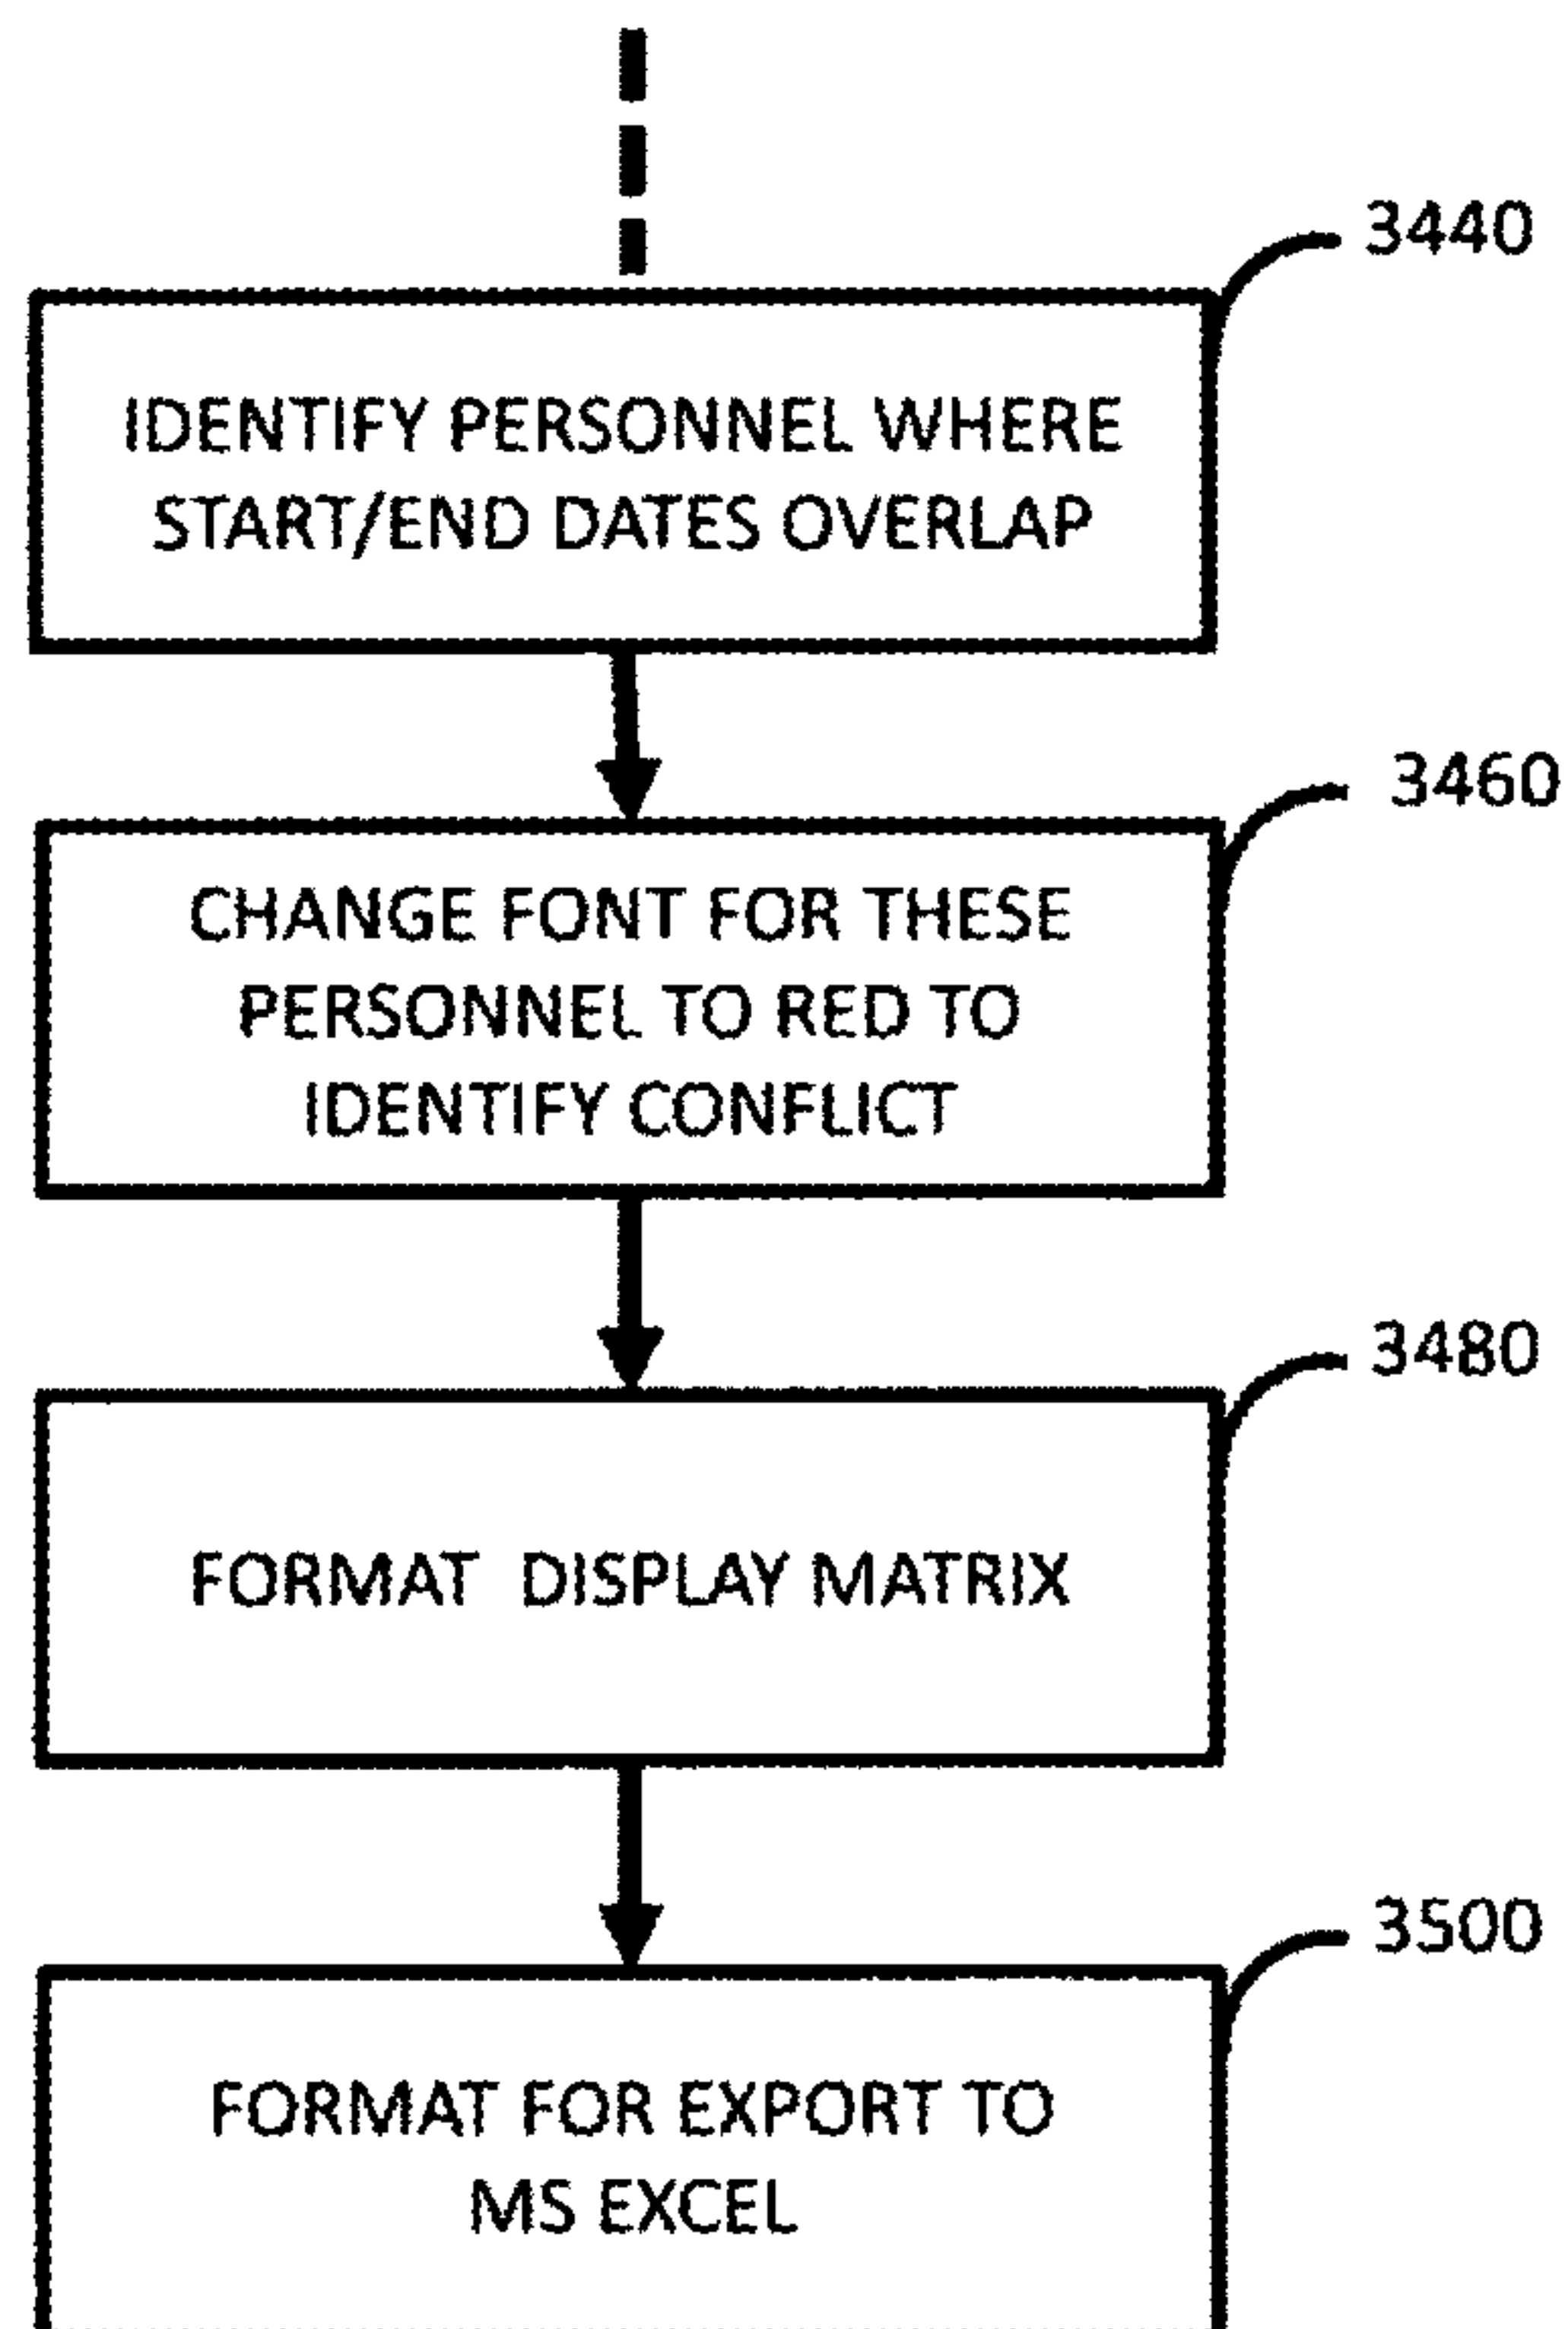 3440
IDENTIFY PERSONNEL WHERE
START/END DATES OVERLAP
3460
CHANGE FONT FOR THESE
PERSONNEL TO RED TO
IDENTIFY CONFLICT
3480
FORMAT DISPLAY MATRIX
3500
FORMAT FOR EXPORT TO
MS EXCEL